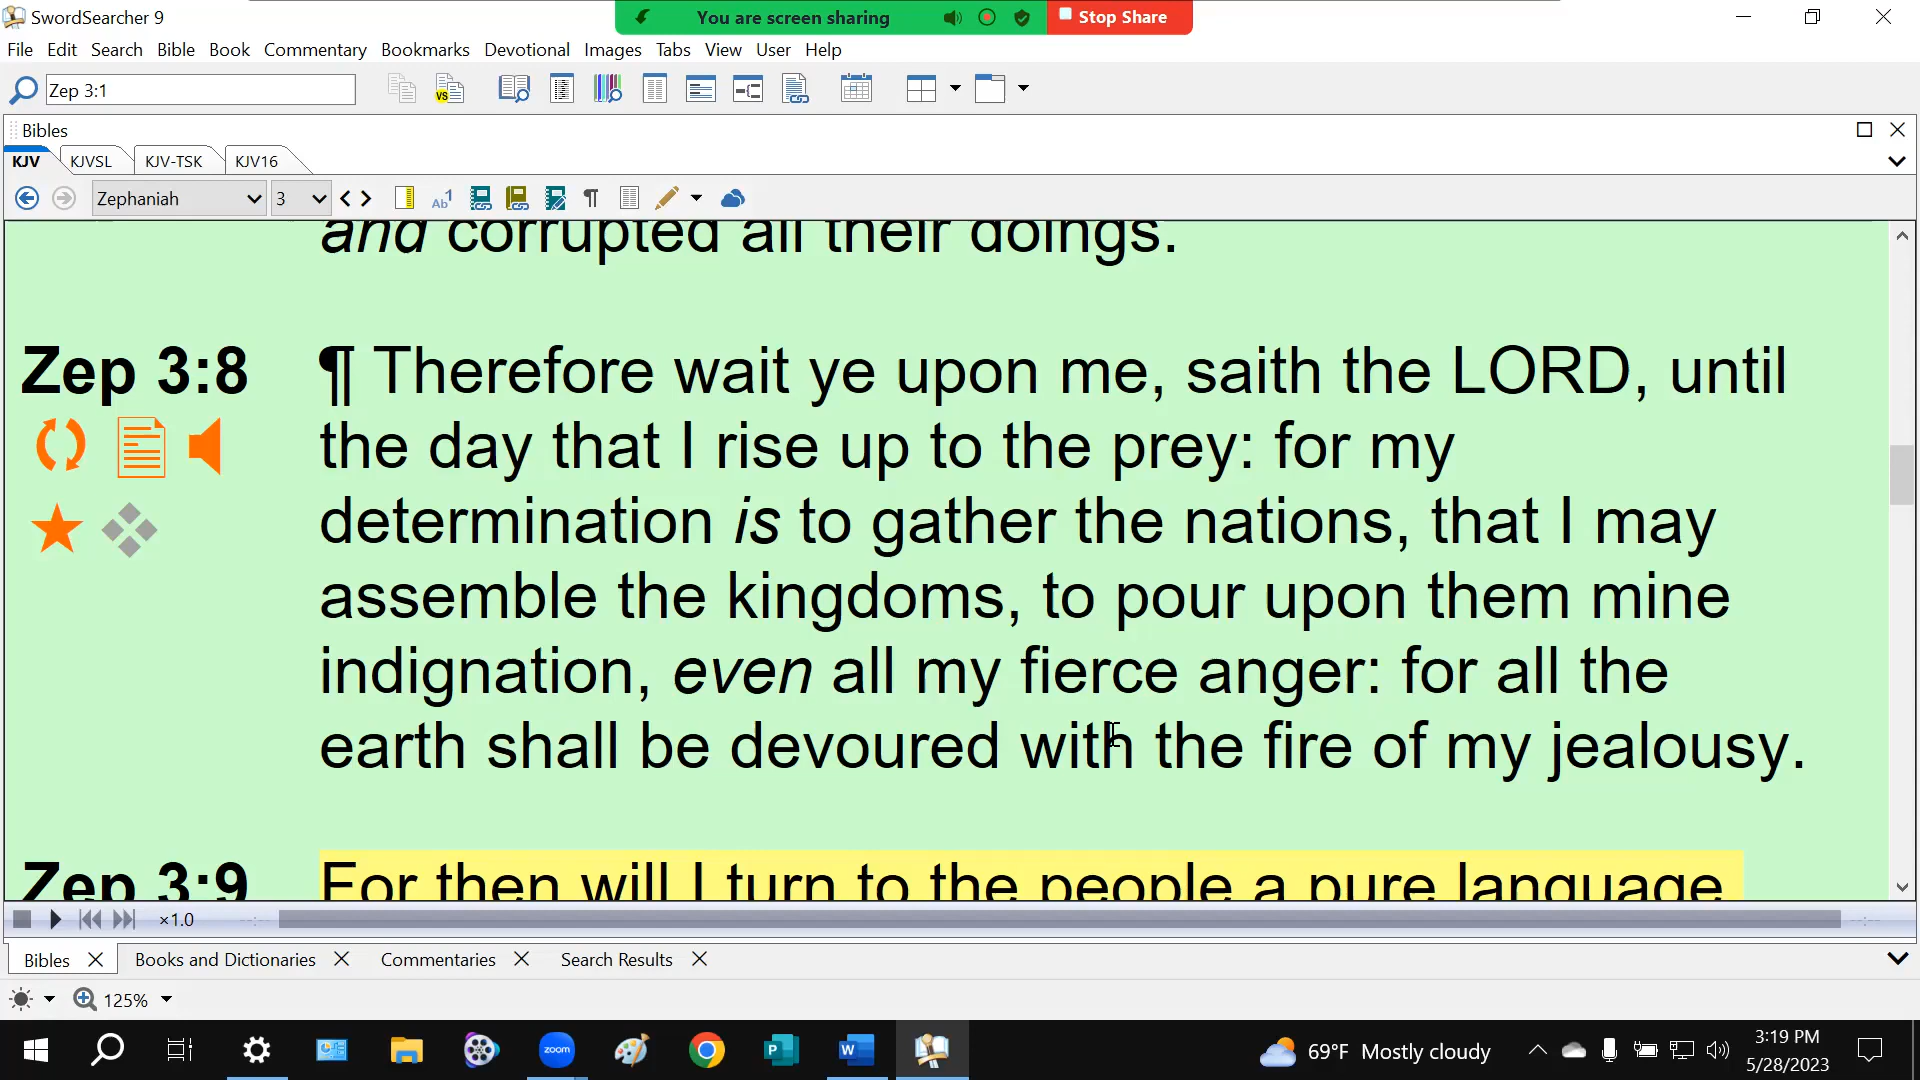 SwordSearcher 9
You are screen sharing
Stop Share
File Edit Search Bible Book Commentary Bookmarks Devotional Images Tabs View User Help
Zep 3:1
VS
Bibles
KJV KJVSL KJV-TSK KJV16
Zephaniah 3 Ab1 ¶
and corrupted all their doings.
Zep 3:8 ¶ Therefore wait ye upon me, saith the LORD, until
the day that I rise up to the prey: for my
determination is to gather the nations, that I may
assemble the kingdoms, to pour upon them mine
indignation, even all my fierce anger: for all the
earth shall be devoured with the fire of my jealousy.
Zep 3:9 For then will I turn to the people a pure language
×1.0
Bibles Books and Dictionaries Commentaries Search Results
125%
zoom P W 69°F Mostly cloudy 3:19 PM
5/28/2023